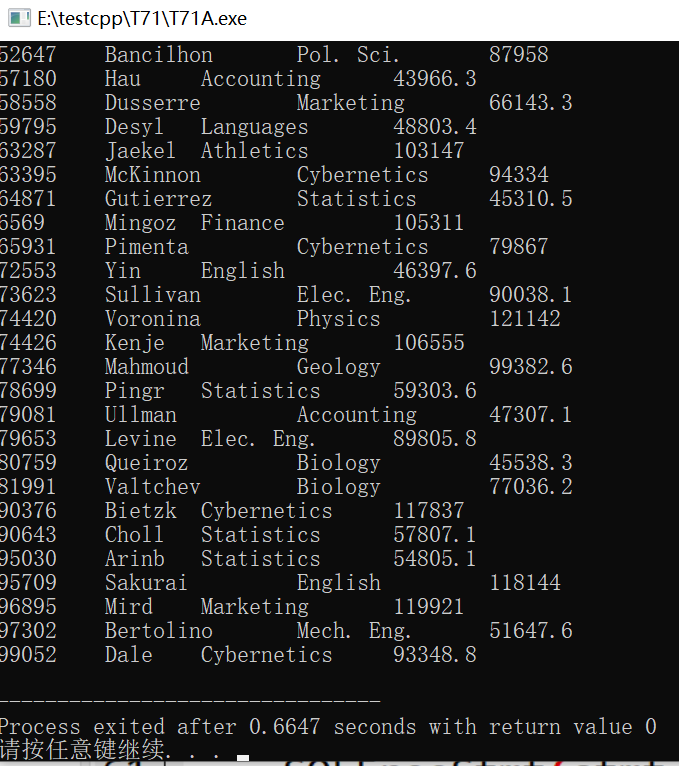 E:\testcpp\T71\T71A.exe
52647 Bancilhon Pol. Sci. 87958
57180 Hau Accounting 43966.3
58558 Dusserre Marketing 66143.3
59795 Desyl Languages 48803.4
63287 Jaekel Athletics 103147
63395 McKinnon Cybernetics 94334
64871 Gutierrez Statistics 45310.5
6569 Mingoz Finance 105311
65931 Pimenta Cybernetics 79867
72553 Yin English 46397.6
73623 Sullivan Elec. Eng. 90038.1
74420 Voronina Physics 121142
74426 Kenje Marketing 106555
77346 Mahmoud Geology 99382.6
78699 Pingr Statistics 59303.6
79081 Ullman Accounting 47307.1
79653 Levine Elec. Eng. 89805.8
80759 Queiroz Biology 45538.3
81991 Valtchev Biology 77036.2
90376 Bietzk Cybernetics 117837
90643 Choll Statistics 57807.1
95030 Arinb Statistics 54805.1
95709 Sakurai English 118144
96895 Mird Marketing 119921
97302 Bertolino Mech. Eng. 51647.6
99052 Dale Cybernetics 93348.8
--------------------------------
Process exited after 0.6647 seconds with return value 0
请按任意键继续. . .